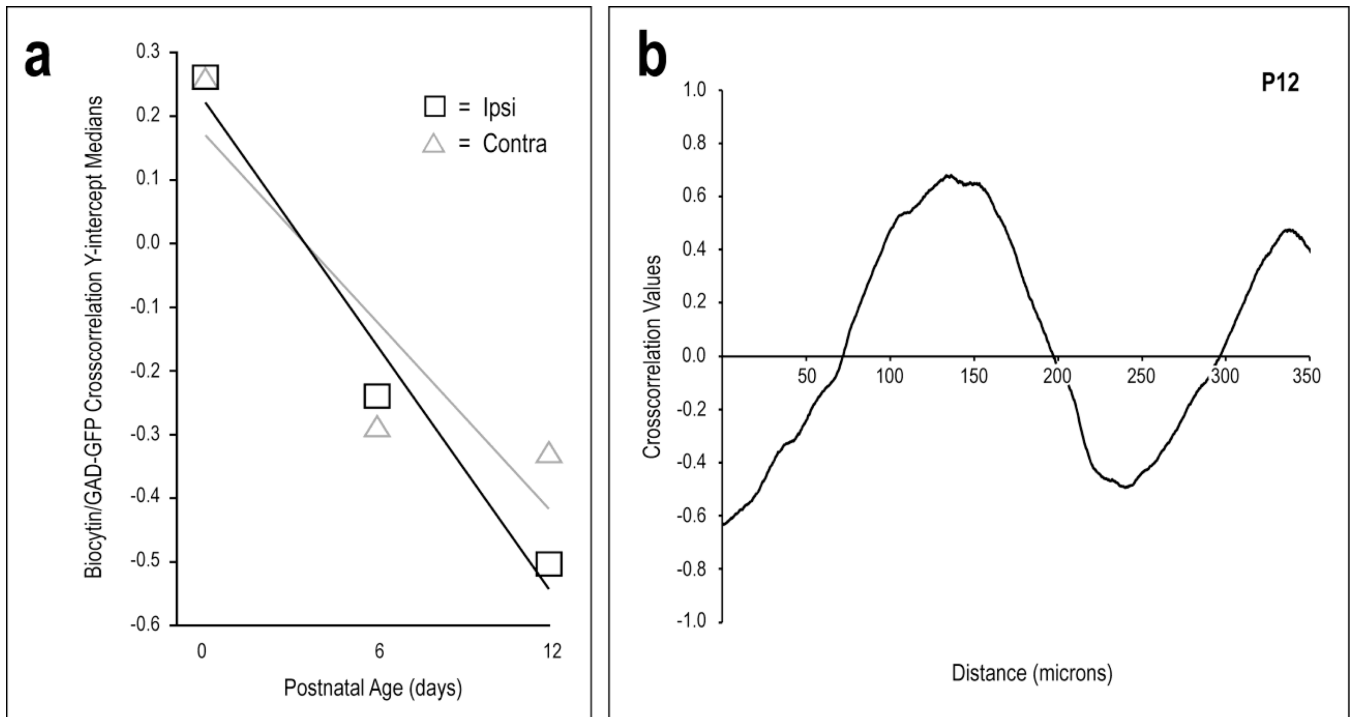 a
Biocytin/GAD-GFP Crosscorrelation Y-intercept Medians
0.3
0.2
0.1
0.0
-0.1
-0.2
-0.3
-0.4
-0.5
-0.6
= Ipsi
= Contra
0 6 12
Postnatal Age (days)
b
P12
Crosscorrelation Values
1.0
0.8
0.6
0.4
0.2
0.0
-0.2
-0.4
-0.6
-0.8
-1.0
50 100 150 200 250 300 350
Distance (microns)